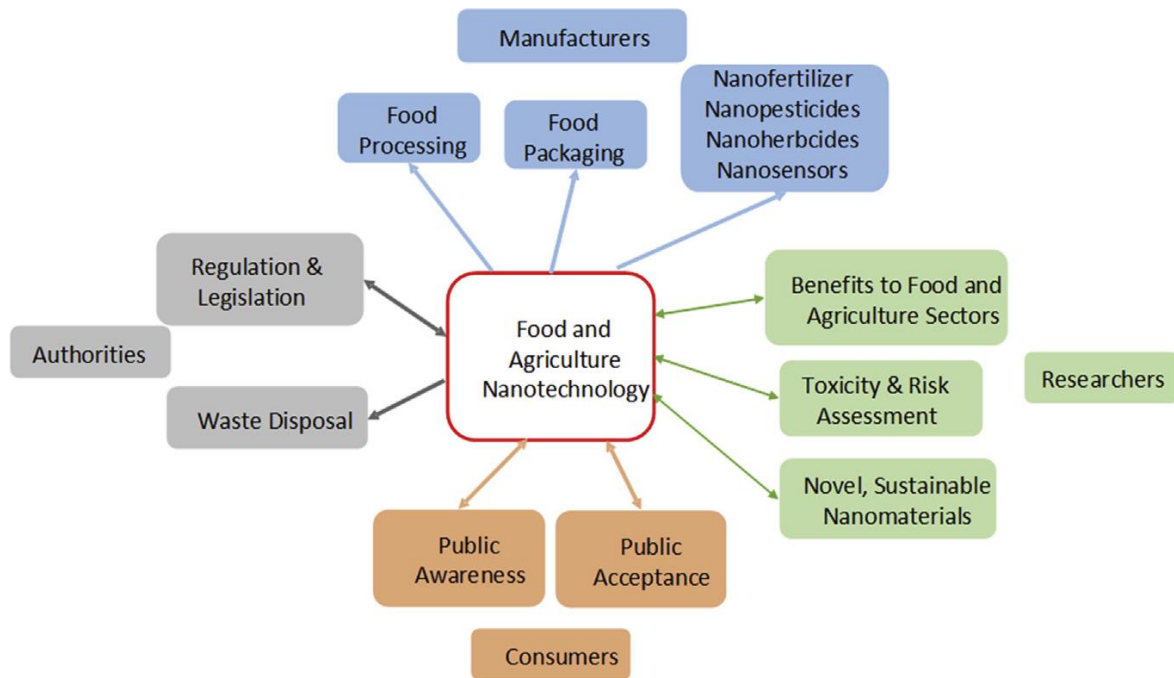 Manufacturers
Food
Processing
Food
Packaging
Nanofertilizer
Nanopesticides
Nanoherbcides
Nanosensors
Regulation &
Legislation
Authorities
Waste Disposal
Food and
Agriculture
Nanotechnology
Benefits to Food and
Agriculture Sectors
Toxicity & Risk
Assessment
Researchers
Novel, Sustainable
Nanomaterials
Public
Awareness
Public
Acceptance
Consumers